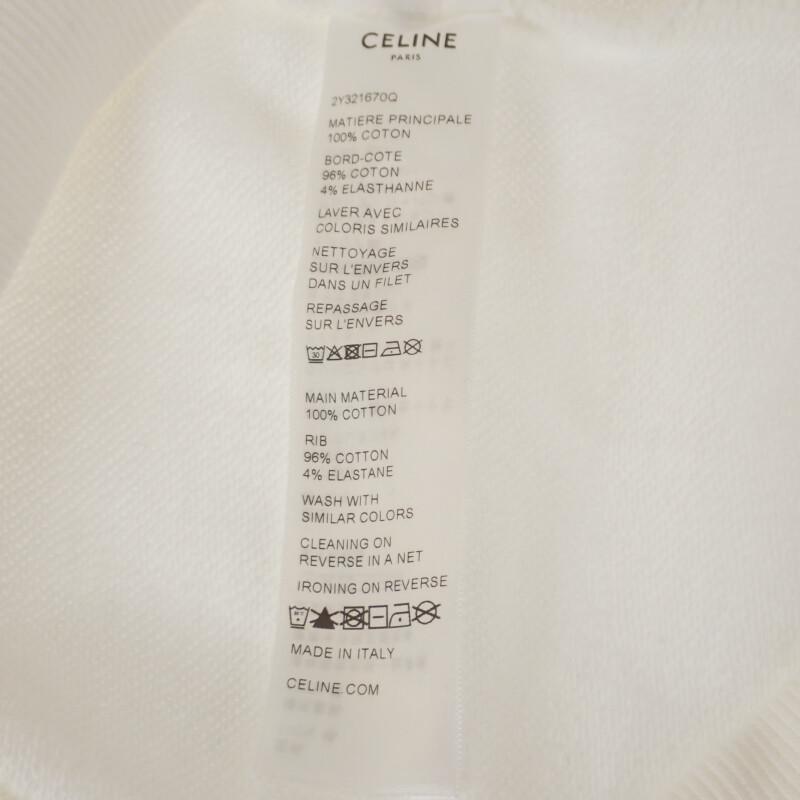 CELINE
PARIS
2Y321670Q
MATIERE PRINCIPALE
100% COTON
BORD-COTE
96% COTON
4% ELASTHANNE
LAVER AVEC
COLORIS SIMILAIRES
NETTOYAGE
SUR L'ENVERS
DANS UN FILET
REPASSAGE
SUR L'ENVERS
30
MAIN MATERIAL
100% COTTON
RIB
96% COTTON
4% ELASTANE
WASH WITH
SIMILAR COLORS
CLEANING ON
REVERSE IN A NET
IRONING ON REVERSE
MADE IN ITALY
CELINE.COM